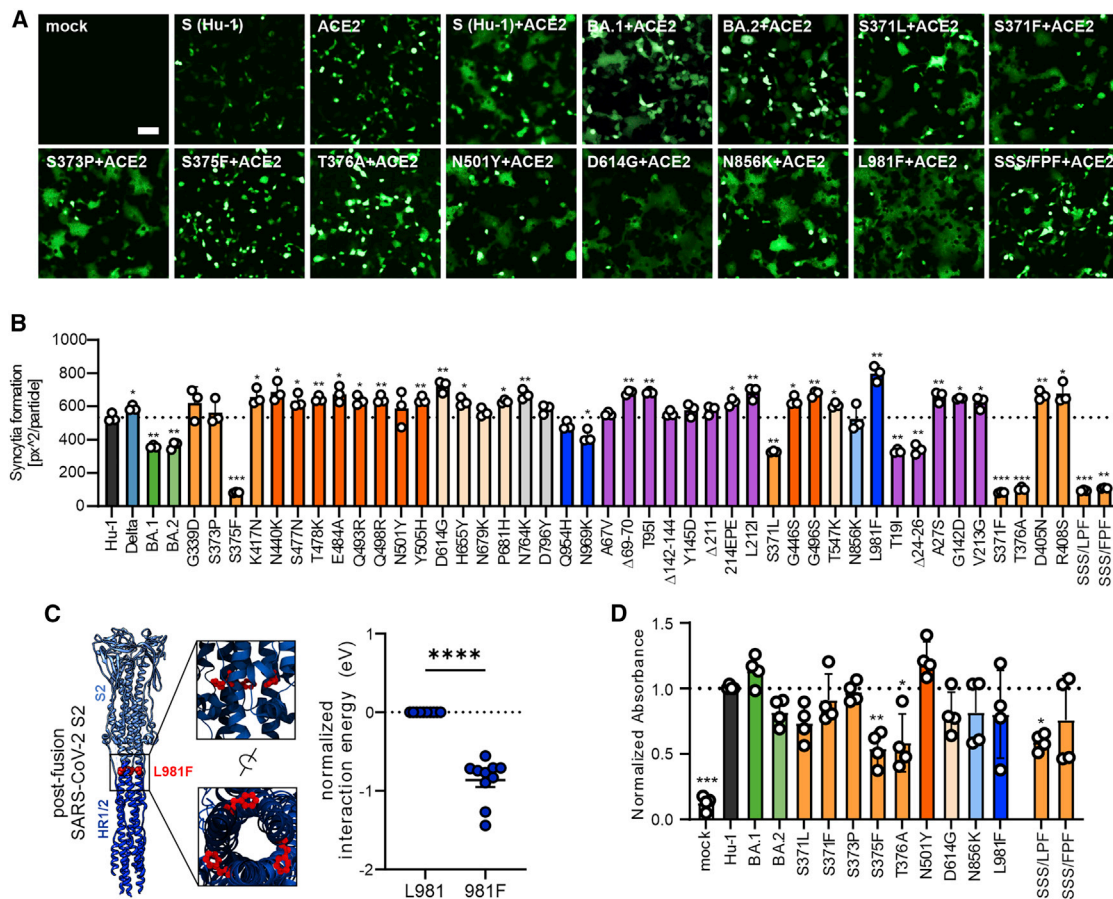 A
mock
S (Hu-1)
ACE2
S (Hu-1)+ACE2
BA.1+ACE2
BA.2+ACE2
S371L+ACE2
S371F+ACE2
S373P+ACE2
S375F+ACE2
T376A+ACE2
N501Y+ACE2
D614G+ACE2
N856K+ACE2
L981F+ACE2
SSS/FPF+ACE2
B
Syncytia formation
[px^2/particle]
1000
800
600
400
200
0
* ** ** *** * * * ** * * ** ** ** * * ** * ** ** * ** ** * ** * ** ** ** ** * * *** *** ** * *** **
Hu-1
Delta
BA.1
BA.2
G339D
S373P
S375F
K417N
N440K
S477N
T478K
E484A
Q493R
Q498R
N501Y
Y505H
D614G
H655Y
N679K
P681H
N764K
D796Y
Q954H
N969K
A67V
Δ69-70
T95I
Δ142-144
Y145D
Δ211
214EPE
L212I
S371L
G446S
G496S
T547K
N856K
L981F
T19I
Δ24-26
A27S
G142D
V213G
S371F
T376A
D405N
R408S
SSS/LPF
SSS/FPF
C
post-fusion
SARS-CoV-2 S2
S2
HR1/2
L981F
normalized
interaction energy (eV)
1
0
-1
-2
****
L981
981F
D
Normalized Absorbance
1.5
1.0
0.5
0.0
*** ** * *
mock
Hu-1
BA.1
BA.2
S371L
S371F
S373P
S375F
T376A
N501Y
D614G
N856K
L981F
SSS/LPF
SSS/FPF